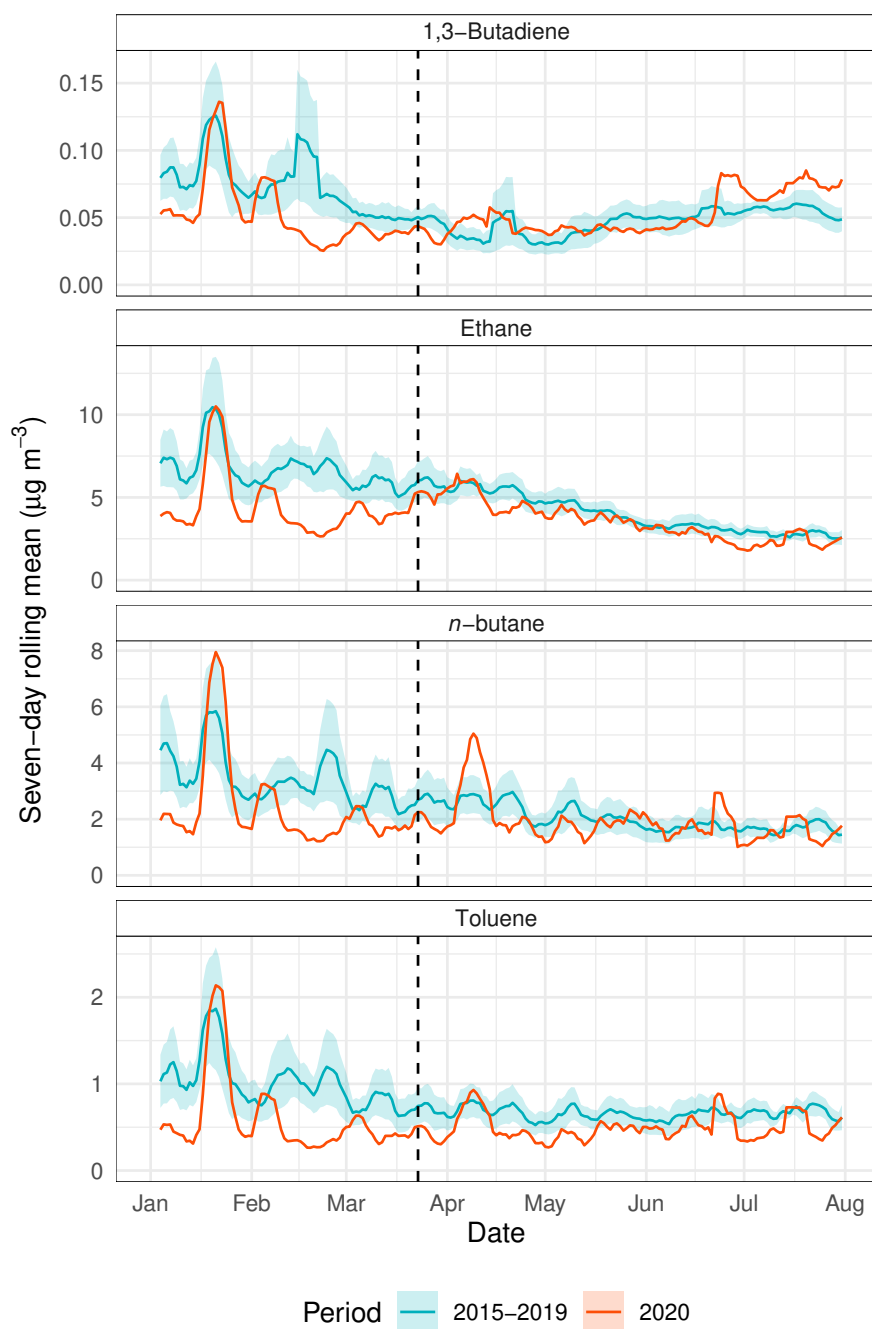 1,3−Butadiene
0.15
0.10
0.05
0.00
Ethane
10
5
0
n−butane
8
6
4
2
0
Toluene
2
1
0
Jan Feb Mar Apr May Jun Jul Aug
Date
Seven−day rolling mean (μg m⁻³)
Period 2015−2019 2020